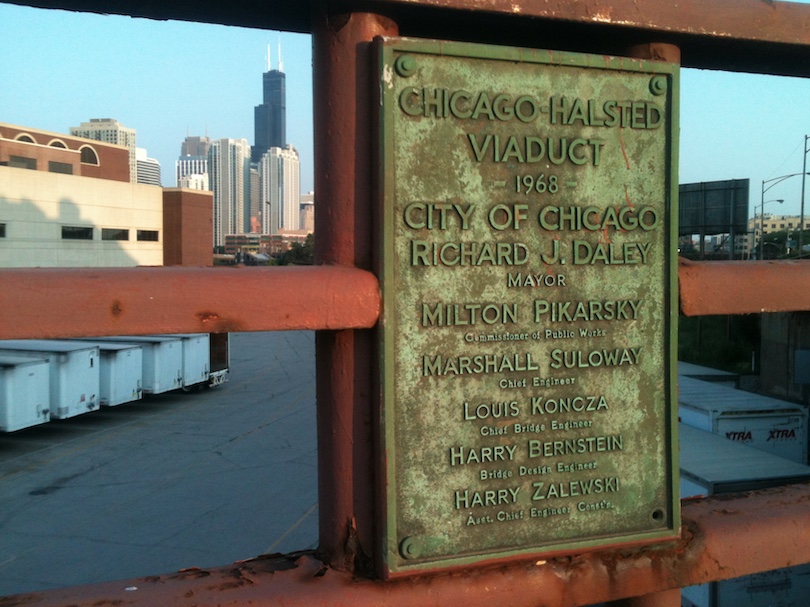 CHICAGO-HALSTED
VIADUCT
- 1968 -
CITY OF CHICAGO
RICHARD J. DALEY
MAYOR
MILTON PIKARSKY
Commissioner of Public Works
MARSHALL SULOWAY
Chief Engineer
LOUIS KONCZA
Chief Bridge Engineer
HARRY BERNSTEIN
Bridge Design Engineer
HARRY ZALEWSKI
Asst. Chief Engineer Const'n.
XTRA
XTRA